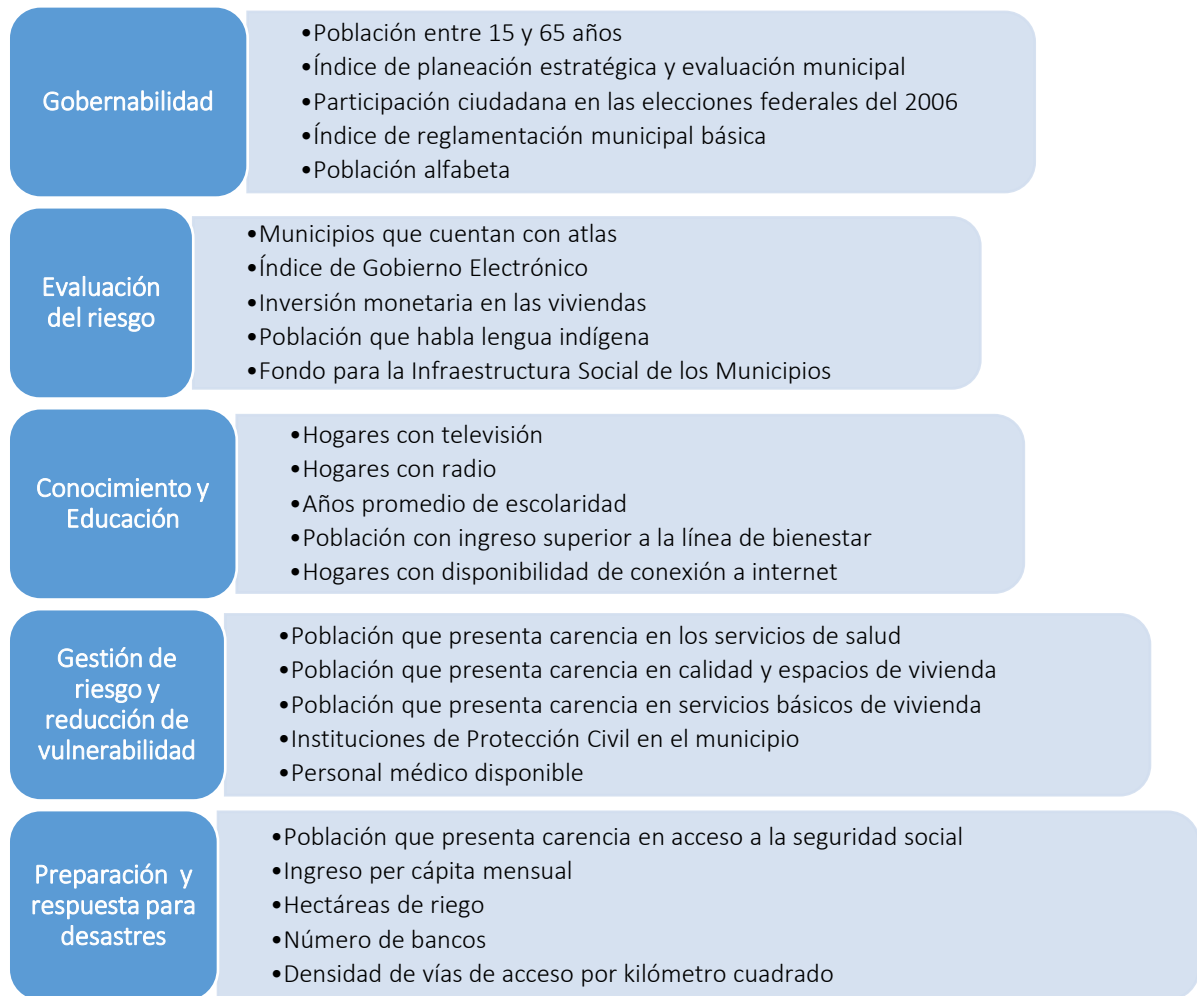 Gobernabilidad
•Población entre 15 y 65 años
•Índice de planeación estratégica y evaluación municipal
•Participación ciudadana en las elecciones federales del 2006
•Índice de reglamentación municipal básica
•Población alfabeta
Evaluación
del riesgo
•Municipios que cuentan con atlas
•Índice de Gobierno Electrónico
•Inversión monetaria en las viviendas
•Población que habla lengua indígena
•Fondo para la Infraestructura Social de los Municipios
Conocimiento y
Educación
•Hogares con televisión
•Hogares con radio
•Años promedio de escolaridad
•Población con ingreso superior a la línea de bienestar
•Hogares con disponibilidad de conexión a internet
Gestión de
riesgo y
reducción de
vulnerabilidad
•Población que presenta carencia en los servicios de salud
•Población que presenta carencia en calidad y espacios de vivienda
•Población que presenta carencia en servicios básicos de vivienda
•Instituciones de Protección Civil en el municipio
•Personal médico disponible
Preparación y
respuesta para
desastres
•Población que presenta carencia en acceso a la seguridad social
•Ingreso per cápita mensual
•Hectáreas de riego
•Número de bancos
•Densidad de vías de acceso por kilómetro cuadrado